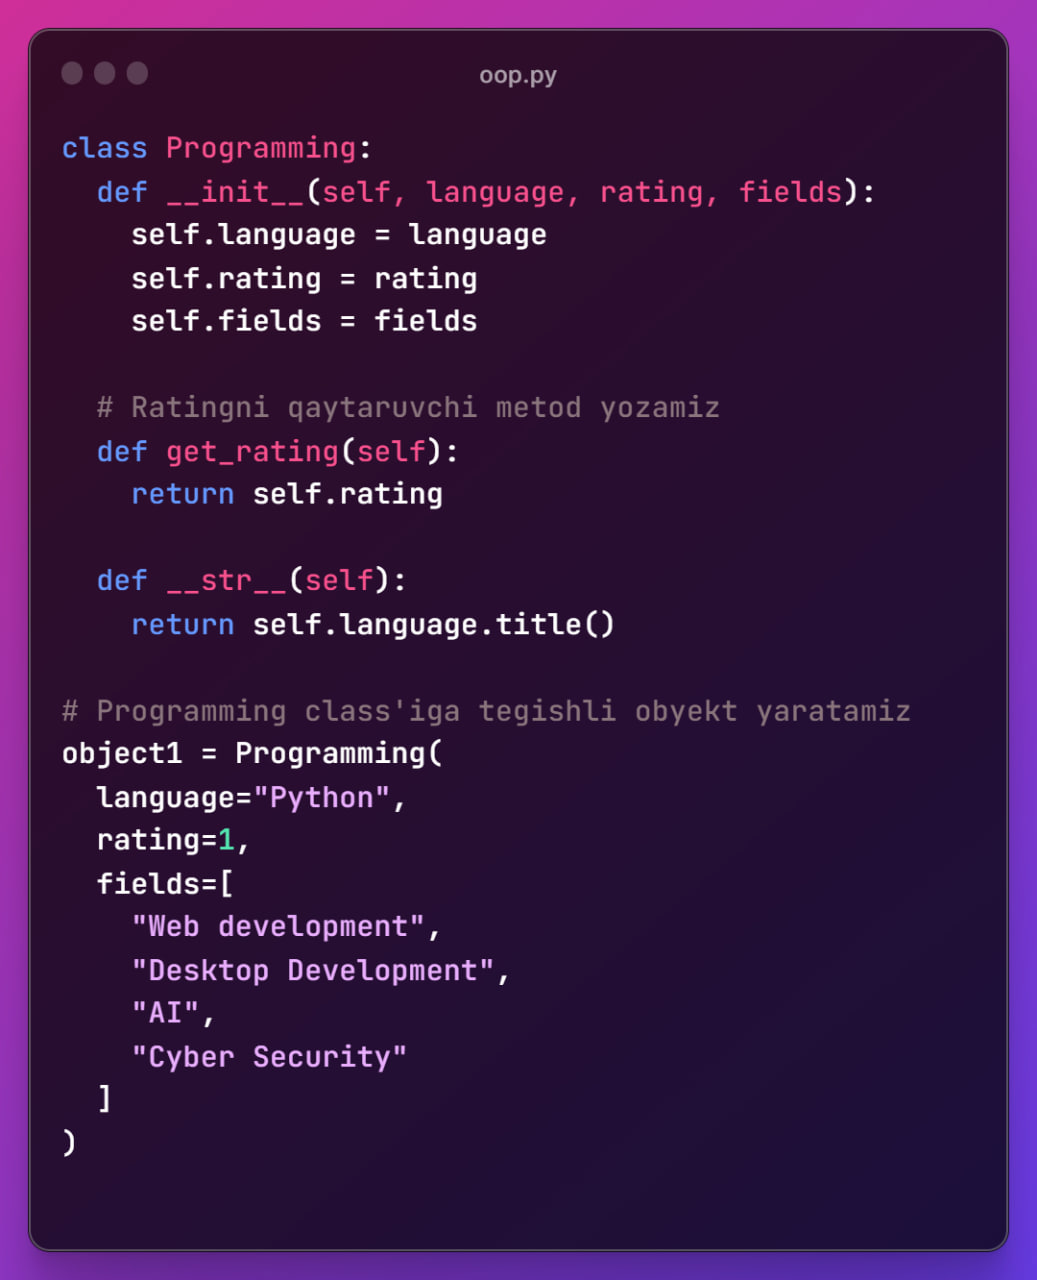 oop.py
class Programming:
  def __init__(self, language, rating, fields):
    self.language = language
    self.rating = rating
    self.fields = fields

  # Ratingni qaytaruvchi metod yozamiz
  def get_rating(self):
    return self.rating

  def __str__(self):
    return self.language.title()

# Programming class'iga tegishli obyekt yaratamiz
object1 = Programming(
  language="Python",
  rating=1,
  fields=[
    "Web development",
    "Desktop Development",
    "AI",
    "Cyber Security"
  ]
)